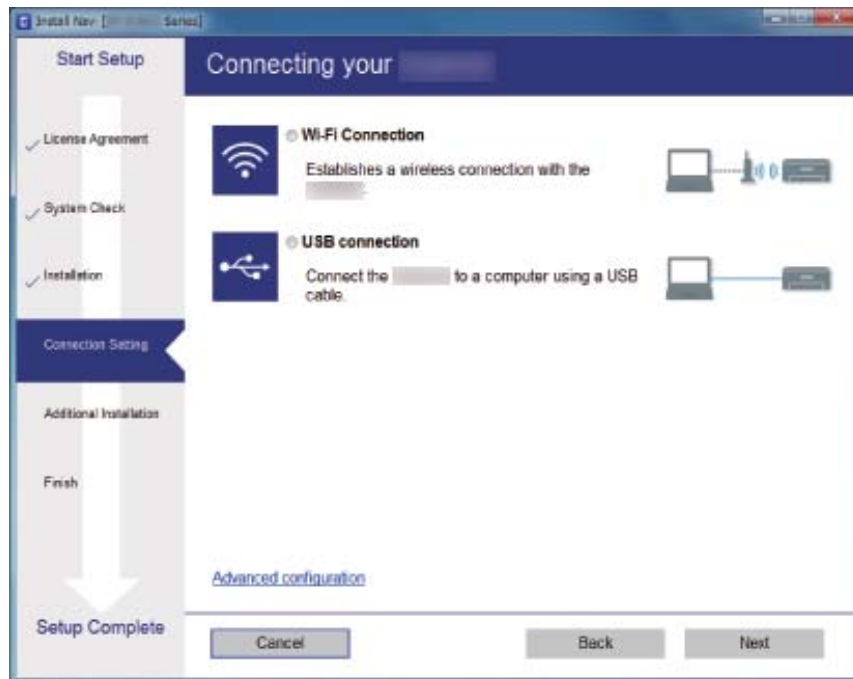 Install Navi [ Series]
Start Setup
License Agreement
System Check
Installation
Connection Setting
Additional Installation
Finish
Setup Complete
Connecting your
Wi-Fi Connection
Establishes a wireless connection with the
USB connection
Connect the to a computer using a USB
cable.
Advanced configuration
Cancel
Back
Next